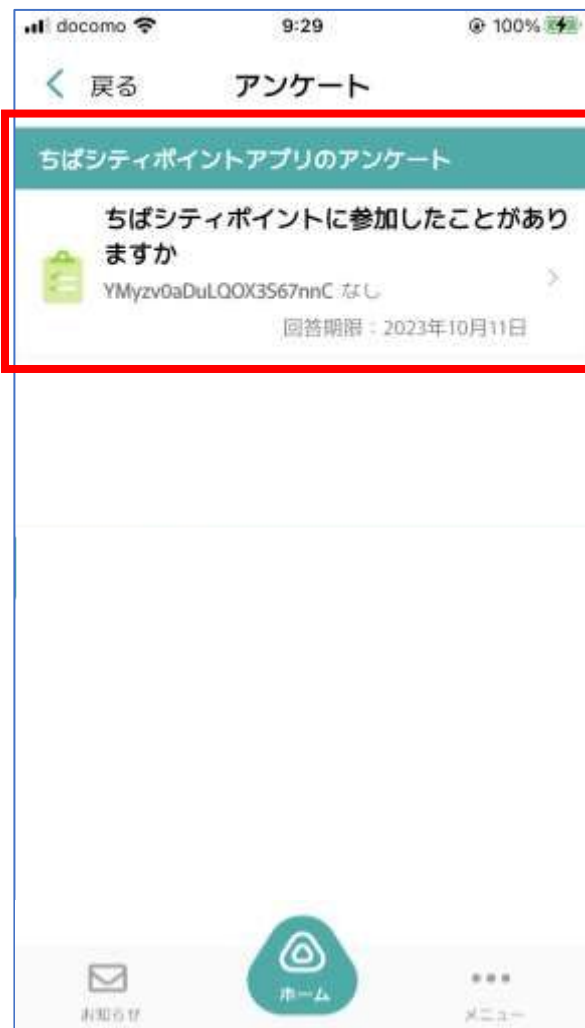 docomo 9:29 100%
戻る アンケート
ちばシティポイントアプリのアンケート
ちばシティポイントに参加したことがあり
ますか
YMyzv0aDuLQOX3S67nnC なし
回答期限：2023年10月11日
ホーム
お知らせ メニュー